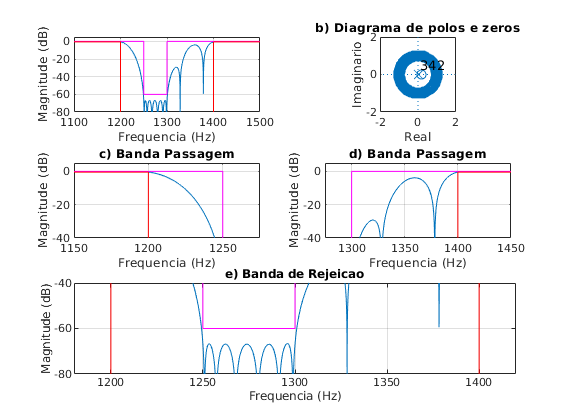 0
-20
-40
-60
-80
Magnitude (dB)
1100 1200 1300 1400 1500
Frequencia (Hz)
b) Diagrama de polos e zeros
2
0
-2
Imaginario
342
-2 0 2
Real
c) Banda Passagem
0
-20
-40
Magnitude (dB)
1150 1200 1250
Frequencia (Hz)
d) Banda Passagem
0
-20
-40
Magnitude (dB)
1300 1350 1400 1450
Frequencia (Hz)
e) Banda de Rejeicao
-40
-60
-80
Magnitude (dB)
1200 1250 1300 1350 1400
Frequencia (Hz)